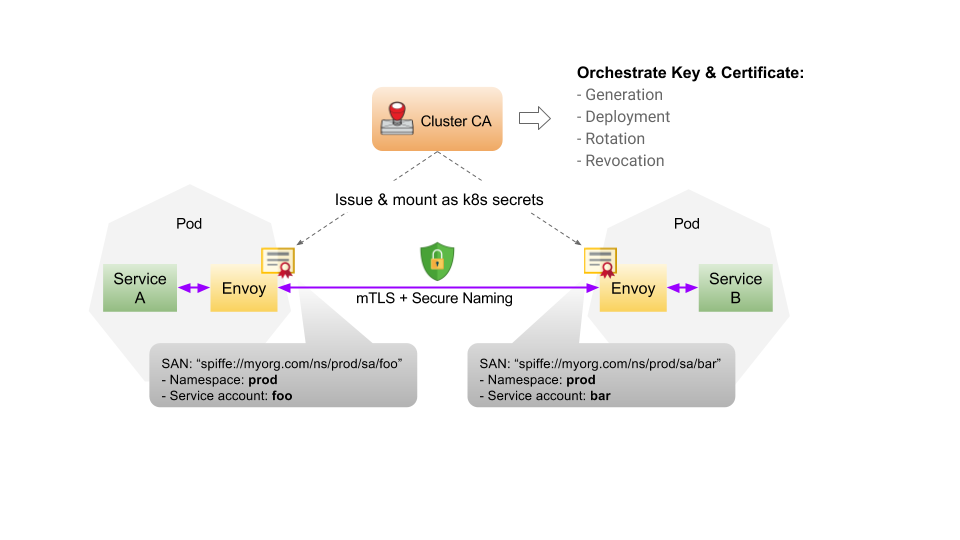 Orchestrate Key & Certificate:
- Generation
- Deployment
- Rotation
- Revocation
Cluster CA
Issue & mount as k8s secrets
Pod
Pod
Service
A
Envoy
mTLS + Secure Naming
Envoy
Service
B
SAN: “spiffe://myorg.com/ns/prod/sa/foo”
- Namespace: prod
- Service account: foo
SAN: “spiffe://myorg.com/ns/prod/sa/bar”
- Namespace: prod
- Service account: bar